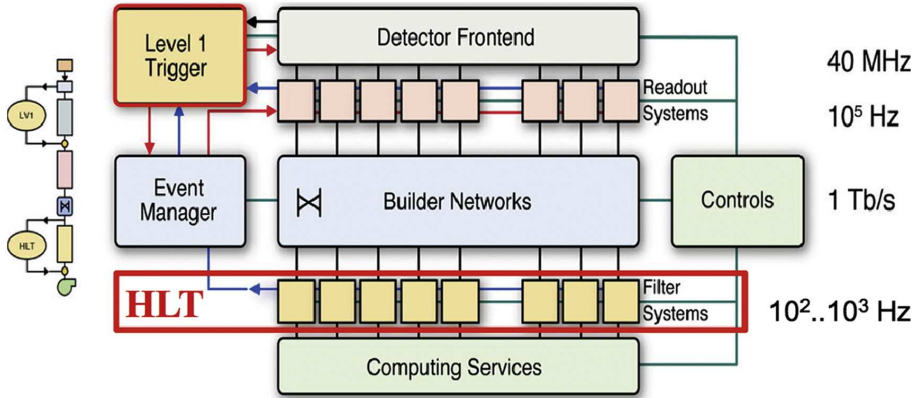 Level 1
Trigger
Detector Frontend
40 MHz
Readout
Systems
10⁵ Hz
LV1
Event
Manager
Builder Networks
Controls
1 Tb/s
HLT
HLT
Filter
Systems
10²..10³ Hz
Computing Services